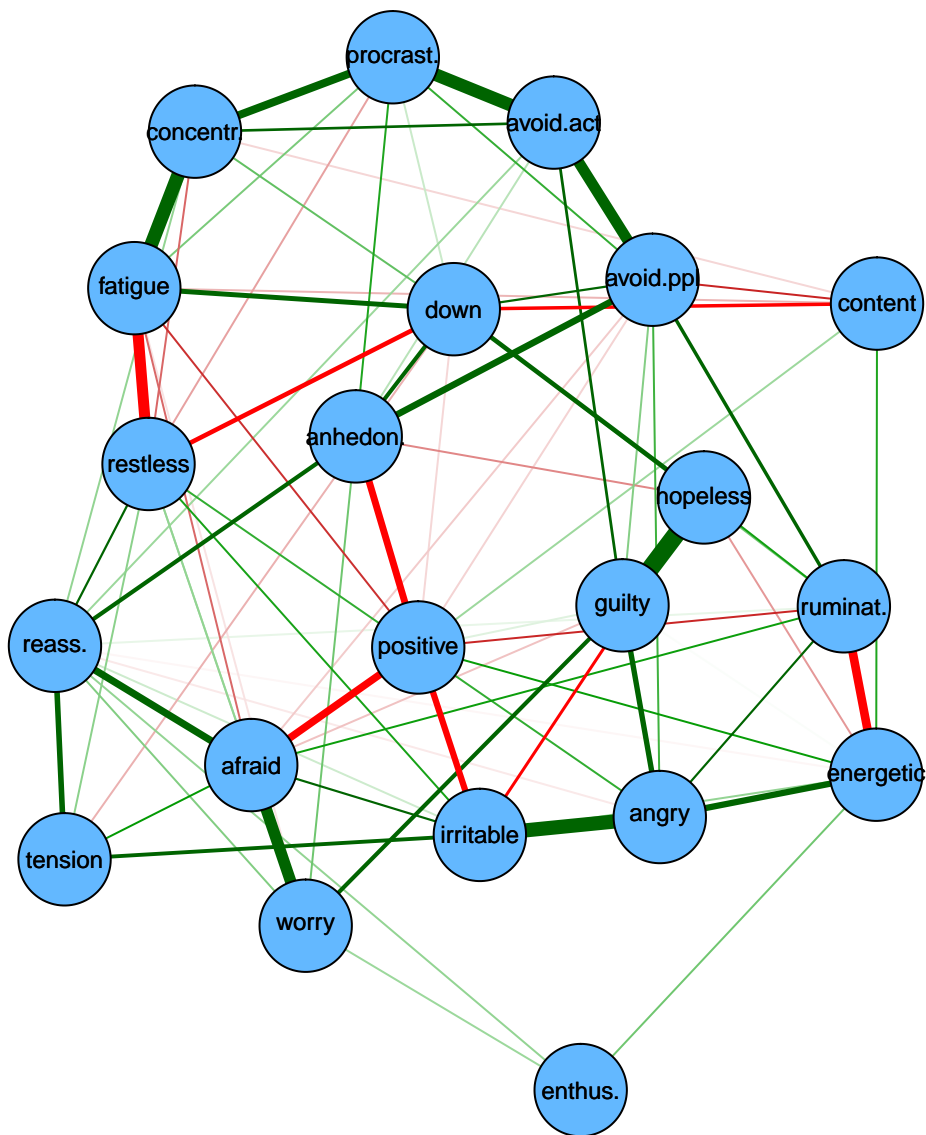 procrast.
concentr.
avoid.act
fatigue
avoid.ppl
down
content
anhedon.
restless
hopeless
guilty
ruminat.
reass.
positive
afraid
energetic
angry
irritable
tension
worry
enthus.